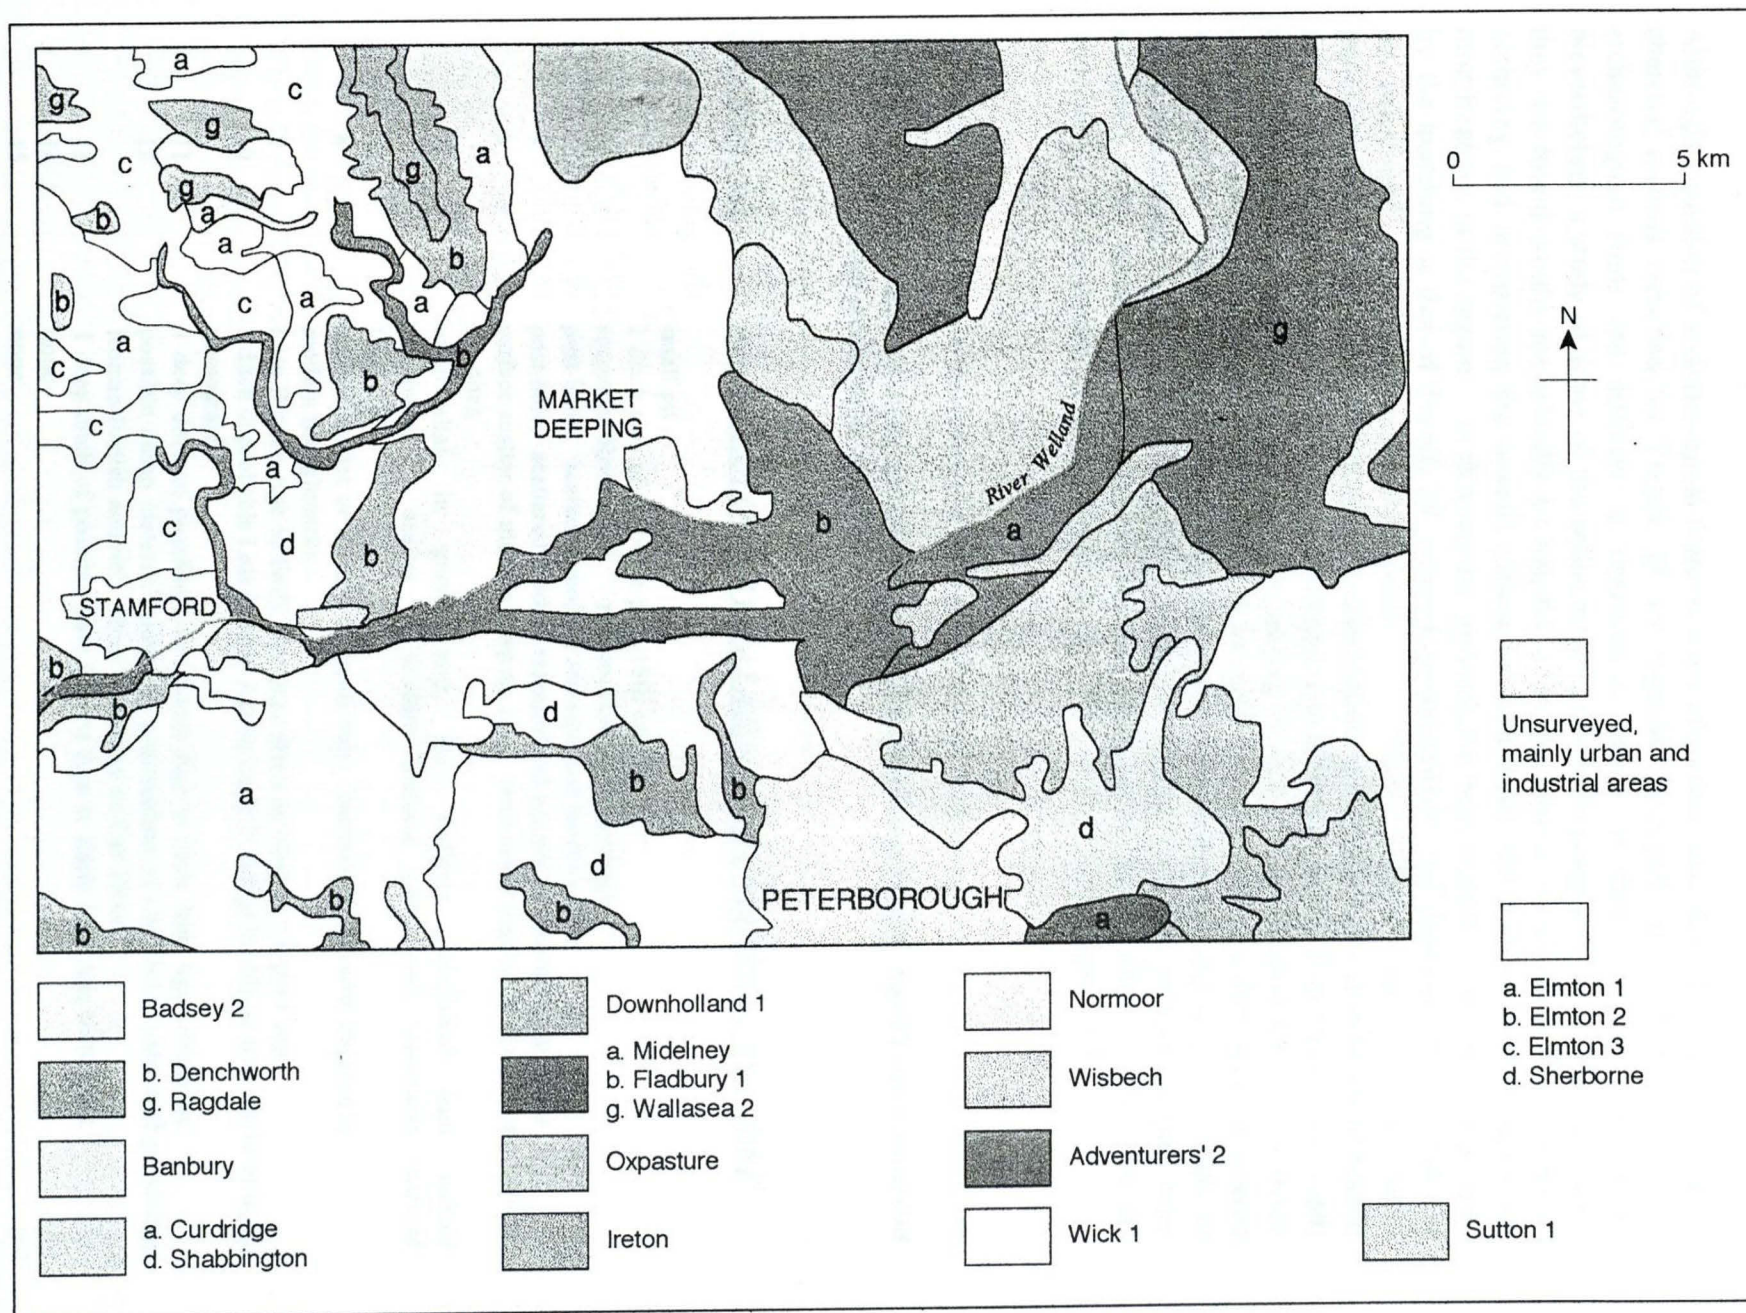 a
c
a
g
g
c
a
g
g
a
b
a
b
b
c
a
a
g
a
b
b
c
b
MARKET
DEEPING
c
River Welland
a
c
b
a
d
b
STAMFORD
b
b
d
b
b
a
d
d
b
PETERBOROUGH
b
b
a
0 5 km
N
Unsurveyed,
mainly urban and
industrial areas
a. Elmton 1
b. Elmton 2
c. Elmton 3
d. Sherborne
Badsey 2
b. Denchworth
g. Ragdale
Banbury
a. Curdridge
d. Shabbington
Downholland 1
a. Midelney
b. Fladbury 1
g. Wallasea 2
Oxpasture
Ireton
Normoor
Wisbech
Adventurers' 2
Wick 1
Sutton 1